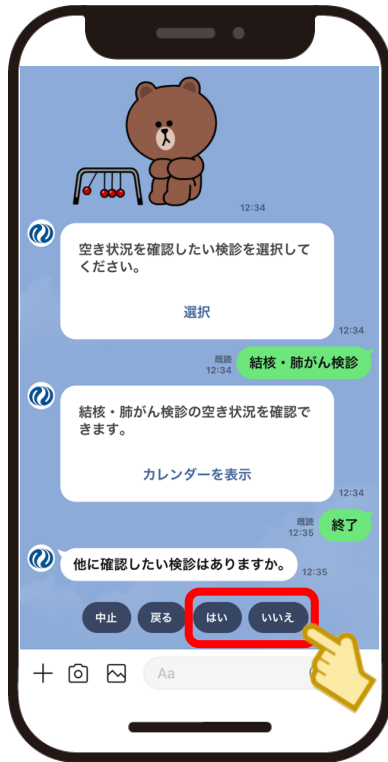 12:34
空き状況を確認したい検診を選択して
ください。
選択
12:34
既読
12:34
結核・肺がん検診
結核・肺がん検診の空き状況を確認で
きます。
カレンダーを表示
12:34
既読
12:35
終了
他に確認したい検診はありますか。
12:35
中止 戻る はい いいえ
Aa